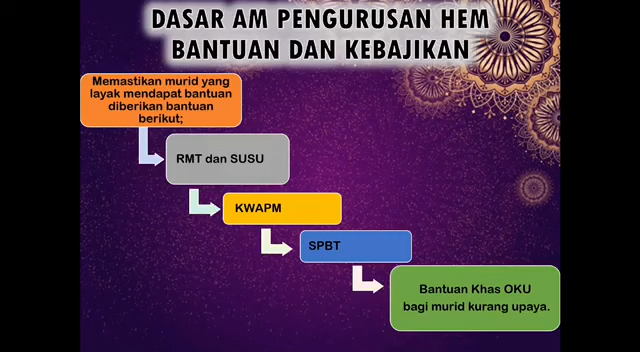 DASAR AM PENGURUSAN HEM
BANTUAN DAN KEBAJIKAN
Memastikan murid yang
layak mendapat bantuan
diberikan bantuan
berikut;
RMT dan SUSU
KWAPM
SPBT
Bantuan Khas OKU
bagi murid kurang upaya.